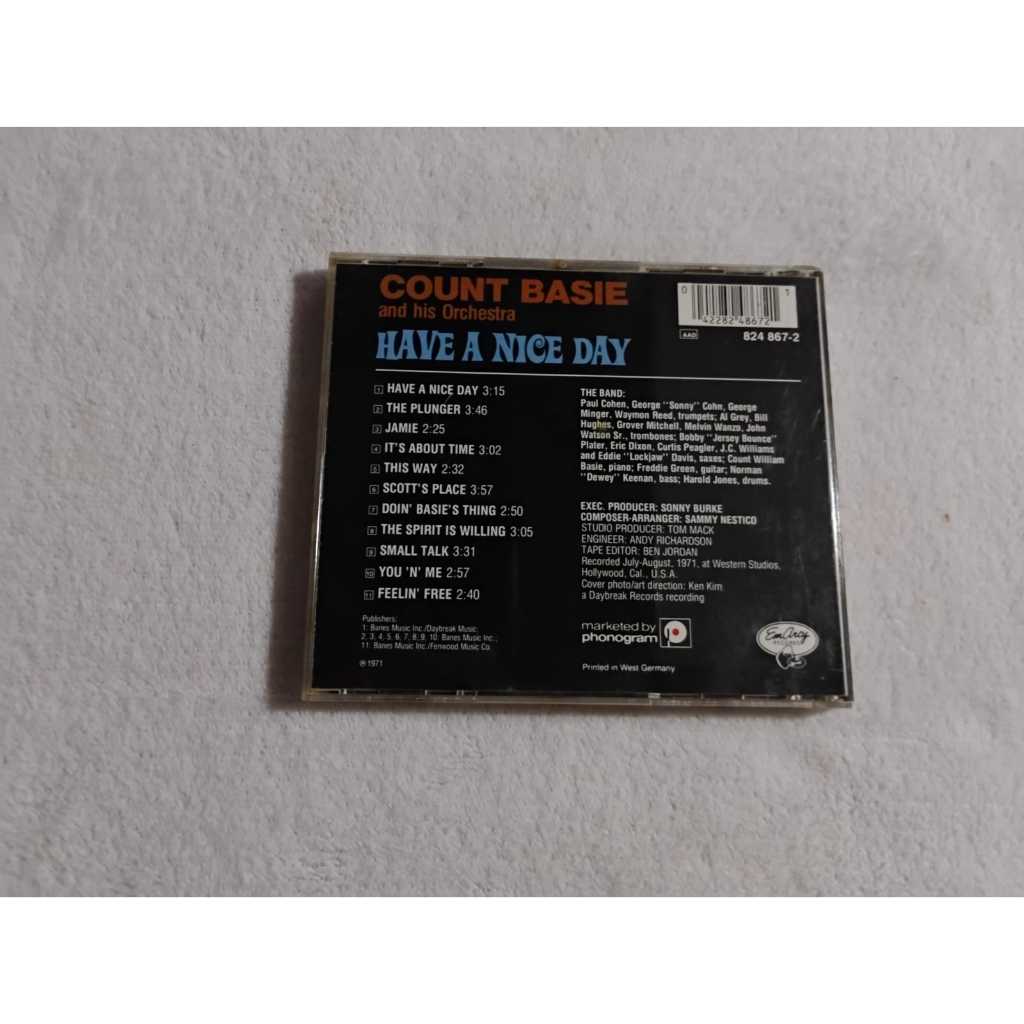 COUNT BASIE
and his Orchestra
HAVE A NICE DAY
0
1
42282 48672
AAD
824 867-2
1 HAVE A NICE DAY 3:15
2 THE PLUNGER 3:46
3 JAMIE 2:25
4 IT'S ABOUT TIME 3:02
5 THIS WAY 2:32
6 SCOTT'S PLACE 3:57
7 DOIN' BASIE'S THING 2:50
8 THE SPIRIT IS WILLING 3:05
9 SMALL TALK 3:31
10 YOU 'N' ME 2:57
11 FEELIN' FREE 2:40
Publishers:
1: Banes Music Inc./Daybreak Music;
2, 3, 4, 5, 6, 7, 8, 9, 10: Banes Music Inc.;
11: Banes Music Inc./Fenwood Music Co.
℗ 1971
THE BAND:
Paul Cohen, George "Sonny" Cohn, George
Minger, Waymon Reed, trumpets; Al Grey, Bill
Hughes, Grover Mitchell, Melvin Wanzo, John
Watson Sr., trombones; Bobby "Jersey Bounce"
Plater, Eric Dixon, Curtis Peagler, J.C. Williams
and Eddie "Lockjaw" Davis, saxes; Count William
Basie, piano; Freddie Green, guitar; Norman
"Dewey" Keenan, bass; Harold Jones, drums.
EXEC. PRODUCER: SONNY BURKE
COMPOSER-ARRANGER: SAMMY NESTICO
STUDIO PRODUCER: TOM MACK
ENGINEER: ANDY RICHARDSON
TAPE EDITOR: BEN JORDAN
Recorded July-August, 1971, at Western Studios,
Hollywood, Cal., U.S.A.
Cover photo/art direction: Ken Kim
a Daybreak Records recording
marketed by
phonogram
Printed in West Germany
EmArcy
RECORDS